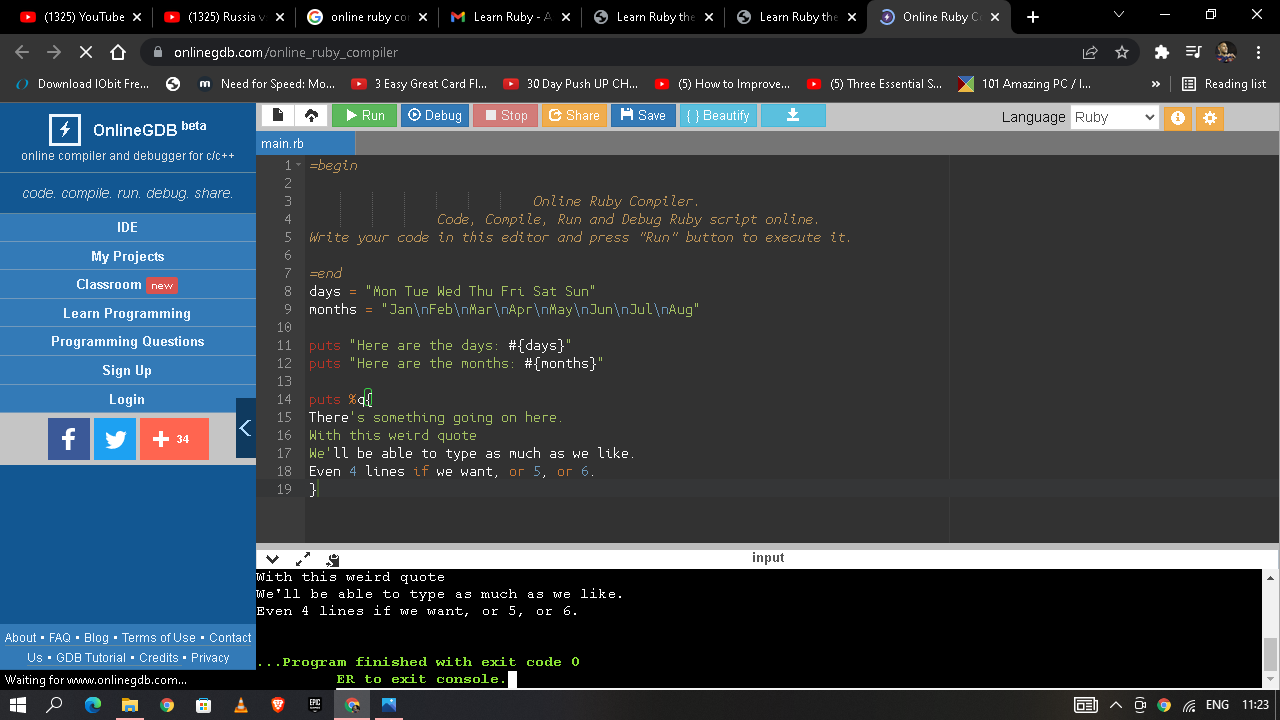 (1325) YouTube
(1325) Russia v
online ruby co
Learn Ruby - A
Learn Ruby the
Learn Ruby the
Online Ruby C
onlinegdb.com/online_ruby_compiler
Download IObit Fre...
Need for Speed: Mo...
3 Easy Great Card Fl...
30 Day Push UP CH...
(5) How to Improve...
(5) Three Essential S...
101 Amazing PC / I...
»
Reading list
OnlineGDB beta
online compiler and debugger for c/c++
code. compile. run. debug. share.
IDE
My Projects
Classroom new
Learn Programming
Programming Questions
Sign Up
Login
34
About • FAQ • Blog • Terms of Use • Contact
Us • GDB Tutorial • Credits • Privacy
Waiting for www.onlinegdb.com...
Run Debug Stop Share Save { } Beautify
Language Ruby
main.rb
1 =begin
2
3 Online Ruby Compiler.
4 Code, Compile, Run and Debug Ruby script online.
5 Write your code in this editor and press "Run" button to execute it.
6
7 =end
8 days = "Mon Tue Wed Thu Fri Sat Sun"
9 months = "Jan\nFeb\nMar\nApr\nMay\nJun\nJul\nAug"
10
11 puts "Here are the days: #{days}"
12 puts "Here are the months: #{months}"
13
14 puts %q{
15 There's something going on here.
16 With this weird quote
17 We'll be able to type as much as we like.
18 Even 4 lines if we want, or 5, or 6.
19 }
input
With this weird quote
We'll be able to type as much as we like.
Even 4 lines if we want, or 5, or 6.
...Program finished with exit code 0
ER to exit console.
EPIC
ENG
11:23